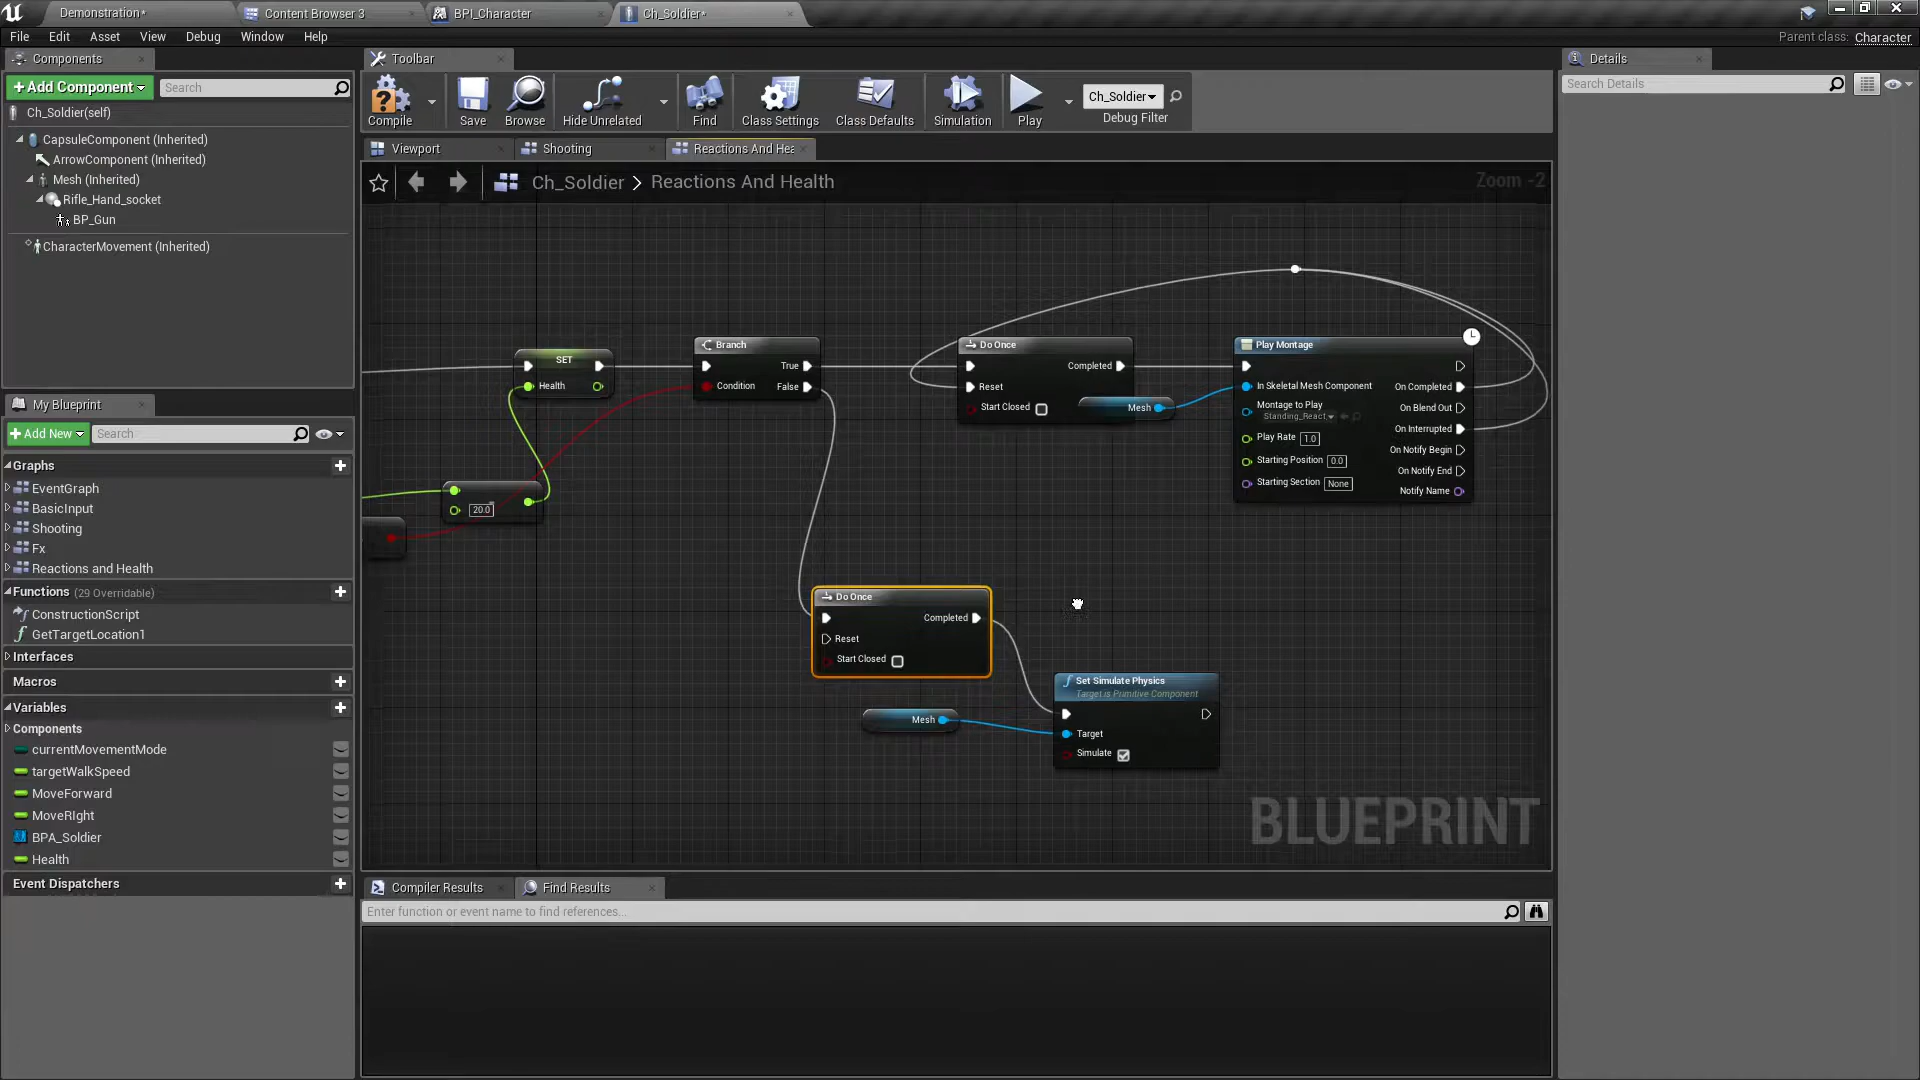 Demonstration*
Content Browser 3
BPI_Character
Ch_Soldier*
File Edit Asset View Debug Window Help
Parent class: Character
Components
Toolbar
Details
+Add Component
Search
Search Details
Ch_Soldier(self)
CapsuleComponent (Inherited)
ArrowComponent (Inherited)
Mesh (Inherited)
Rifle_Hand_socket
BP_Gun
CharacterMovement (Inherited)
Compile
Save
Browse
Hide Unrelated
Find
Class Settings
Class Defaults
Simulation
Play
Ch_Soldier
Debug Filter
Viewport
Shooting
Reactions And Hea
Ch_Soldier > Reactions And Health
Zoom -2
SET
Health
Branch
True
Condition
False
Do Once
Completed
Reset
Start Closed
Mesh
Play Montage
In Skeletal Mesh Component
On Completed
Montage to Play
Standing_React
On Blend Out
On Interrupted
Play Rate 1.0
On Notify Begin
Starting Position 0.0
On Notify End
Starting Section None
Notify Name
20.0
Do Once
Completed
Reset
Start Closed
Mesh
Set Simulate Physics
Target is Primitive Component
Target
Simulate
BLUEPRINT
My Blueprint
+Add New
Search
Graphs
EventGraph
BasicInput
Shooting
Fx
Reactions and Health
Functions (29 Overridable)
ConstructionScript
GetTargetLocation1
Interfaces
Macros
Variables
Components
currentMovementMode
targetWalkSpeed
MoveForward
MoveRIght
BPA_Soldier
Health
Event Dispatchers
Compiler Results
Find Results
Enter function or event name to find references...